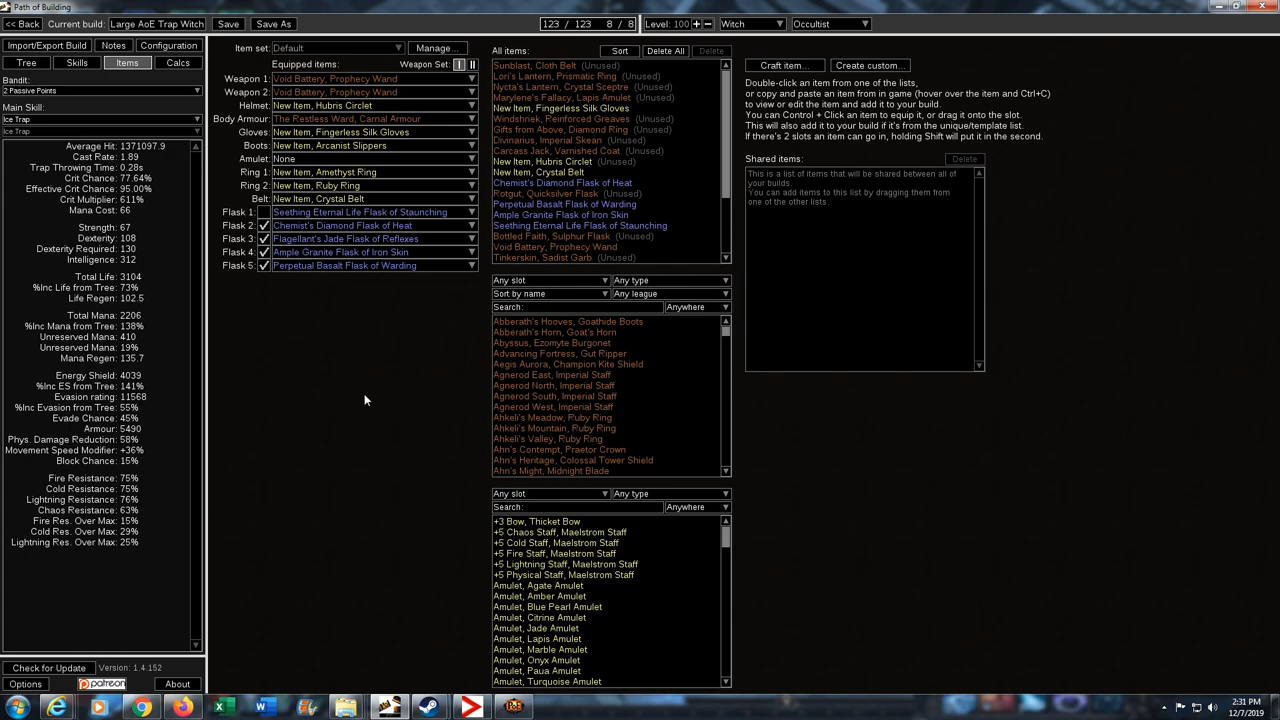 Path of Building
<< Back
Current build:
Large AoE Trap Witch
Save
Save As
123 / 123 8 / 8
Level: 100
Witch
Occultist
Import/Export Build
Notes
Configuration
Tree
Skills
Items
Calcs
Bandit:
2 Passive Points
Main Skill:
Ice Trap
Ice Trap
Average Hit: 1371097.9
Cast Rate: 1.89
Trap Throwing Time: 0.28s
Crit Chance: 77.64%
Effective Crit Chance: 95.00%
Crit Multiplier: 611%
Mana Cost: 66
Strength: 67
Dexterity: 108
Dexterity Required: 130
Intelligence: 312
Total Life: 3104
%Inc Life from Tree: 73%
Life Regen: 102.5
Total Mana: 2206
%Inc Mana from Tree: 138%
Unreserved Mana: 410
Unreserved Mana: 19%
Mana Regen: 135.7
Energy Shield: 4039
%Inc ES from Tree: 141%
Evasion rating: 11568
%Inc Evasion from Tree: 55%
Evade Chance: 45%
Armour: 5490
Phys. Damage Reduction: 58%
Movement Speed Modifier: +36%
Block Chance: 15%
Fire Resistance: 75%
Cold Resistance: 75%
Lightning Resistance: 76%
Chaos Resistance: 63%
Fire Res. Over Max: 15%
Cold Res. Over Max: 29%
Lightning Res. Over Max: 25%
Check for Update
Version: 1.4.152
Options
patreon
About
Item set:
Default
Manage...
Equipped items:
Weapon Set: I II
Weapon 1: Void Battery, Prophecy Wand
Weapon 2: Void Battery, Prophecy Wand
Helmet: New Item, Hubris Circlet
Body Armour: The Restless Ward, Carnal Armour
Gloves: New Item, Fingerless Silk Gloves
Boots: New Item, Arcanist Slippers
Amulet: None
Ring 1: New Item, Amethyst Ring
Ring 2: New Item, Ruby Ring
Belt: New Item, Crystal Belt
Flask 1: Seething Eternal Life Flask of Staunching
Flask 2: Chemist's Diamond Flask of Heat
Flask 3: Flagellant's Jade Flask of Reflexes
Flask 4: Ample Granite Flask of Iron Skin
Flask 5: Perpetual Basalt Flask of Warding
All items:
Sort
Delete All
Delete
Sunblast, Cloth Belt (Unused)
Lori's Lantern, Prismatic Ring (Unused)
Nycta's Lantern, Crystal Sceptre (Unused)
Marylene's Fallacy, Lapis Amulet (Unused)
New Item, Fingerless Silk Gloves
Windshriek, Reinforced Greaves (Unused)
Gifts from Above, Diamond Ring (Unused)
Divinarius, Imperial Skean (Unused)
Carcass Jack, Varnished Coat (Unused)
New Item, Hubris Circlet (Unused)
New Item, Crystal Belt
Chemist's Diamond Flask of Heat
Rotgut, Quicksilver Flask (Unused)
Perpetual Basalt Flask of Warding
Ample Granite Flask of Iron Skin
Seething Eternal Life Flask of Staunching
Bottled Faith, Sulphur Flask (Unused)
Void Battery, Prophecy Wand
Tinkerskin, Sadist Garb (Unused)
Any slot
Any type
Sort by name
Any league
Search:
Anywhere
Abberath's Hooves, Goathide Boots
Abberath's Horn, Goat's Horn
Abyssus, Ezomyte Burgonet
Advancing Fortress, Gut Ripper
Aegis Aurora, Champion Kite Shield
Agnerod East, Imperial Staff
Agnerod North, Imperial Staff
Agnerod South, Imperial Staff
Agnerod West, Imperial Staff
Ahkeli's Meadow, Ruby Ring
Ahkeli's Mountain, Ruby Ring
Ahkeli's Valley, Ruby Ring
Ahn's Contempt, Praetor Crown
Ahn's Heritage, Colossal Tower Shield
Ahn's Might, Midnight Blade
Any slot
Any type
Search:
Anywhere
+3 Bow, Thicket Bow
+5 Chaos Staff, Maelstrom Staff
+5 Cold Staff, Maelstrom Staff
+5 Fire Staff, Maelstrom Staff
+5 Lightning Staff, Maelstrom Staff
+5 Physical Staff, Maelstrom Staff
Amulet, Agate Amulet
Amulet, Amber Amulet
Amulet, Blue Pearl Amulet
Amulet, Citrine Amulet
Amulet, Jade Amulet
Amulet, Lapis Amulet
Amulet, Marble Amulet
Amulet, Onyx Amulet
Amulet, Paua Amulet
Amulet, Turquoise Amulet
Craft item...
Create custom...
Double-click an item from one of the lists,
or copy and paste an item from in game (hover over the item and Ctrl+C)
to view or edit the item and add it to your build.
You can Control + Click an item to equip it, or drag it onto the slot.
This will also add it to your build if it's from the unique/template list.
If there's 2 slots an item can go in, holding Shift will put it in the second.
Shared items:
Delete
This is a list of items that will be shared between all of
your builds.
You can add items to this list by dragging them from
one of the other lists.
2:31 PM
12/7/2019